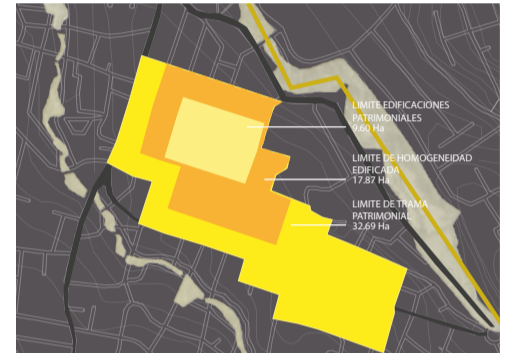 LIMITE EDIFICACIONES
PATRIMONIALES
9.60 Ha
LIMITE DE HOMOGENEIDAD
EDIFICADA
17.87 Ha
LIMITE DE TRAMA
PATRIMONIAL
32.69 Ha